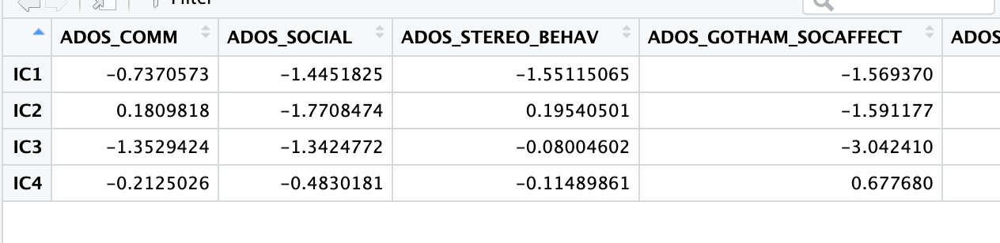 Filter
ADOS_COMM ADOS_SOCIAL ADOS_STEREO_BEHAV ADOS_GOTHAM_SOCAFFECT ADOS
IC1 -0.7370573 -1.4451825 -1.55115065 -1.569370
IC2 0.1809818 -1.7708474 0.19540501 -1.591177
IC3 -1.3529424 -1.3424772 -0.08004602 -3.042410
IC4 -0.2125026 -0.4830181 -0.11489861 0.677680